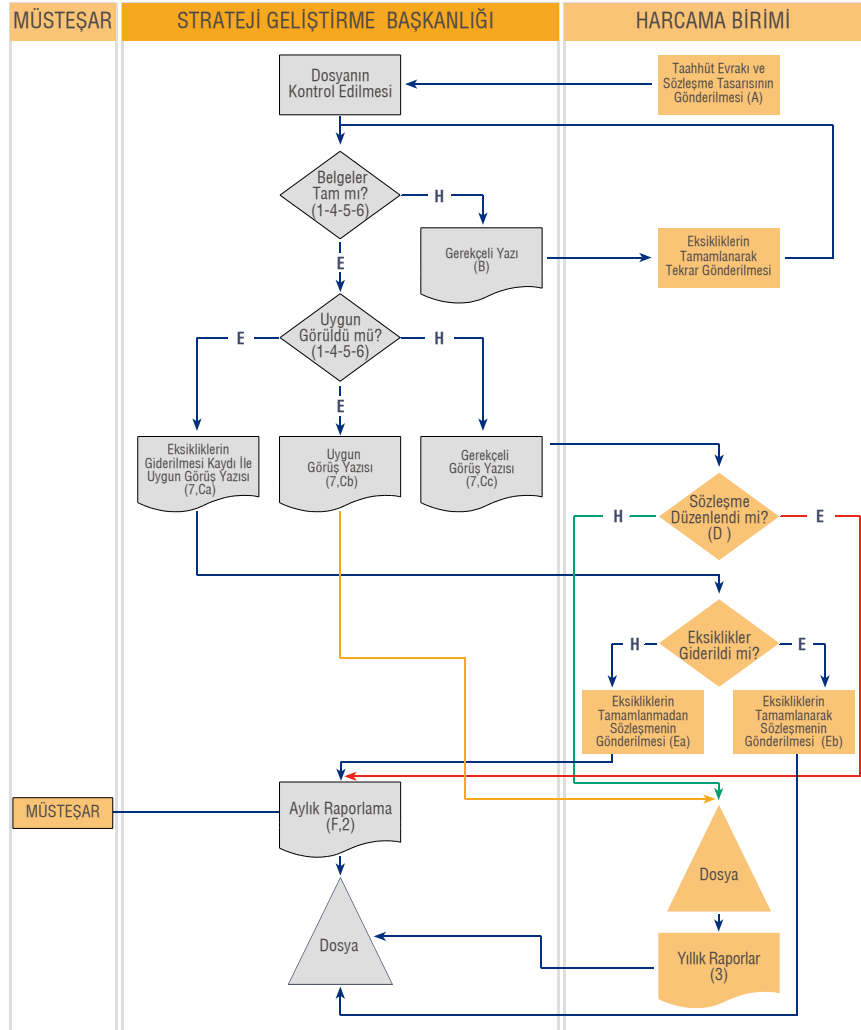 MÜSTEŞAR
STRATEJİ GELİŞTİRME BAŞKANLIĞI
HARCAMA BİRİMİ
Dosyanın
Kontrol Edilmesi
Taahhüt Evrakı ve
Sözleşme Tasarısının
Gönderilmesi (A)
Belgeler
Tam mı?
(1-4-5-6)
H
E
Gerekçeli Yazı
(B)
Eksikliklerin
Tamamlanarak
Tekrar Gönderilmesi
Uygun
Görüldü mü?
(1-4-5-6)
E
H
E
Eksikliklerin
Giderilmesi Kaydı İle
Uygun Görüş Yazısı
(7,Ca)
Uygun
Görüş Yazısı
(7,Cb)
Gerekçeli
Görüş Yazısı
(7,Cc)
Sözleşme
Düzenlendi mi?
(D )
H
E
Eksiklikler
Giderildi mi?
H
E
Eksikliklerin
Tamamlanmadan
Sözleşmenin
Gönderilmesi (Ea)
Eksikliklerin
Tamamlanarak
Sözleşmenin
Gönderilmesi (Eb)
MÜSTEŞAR
Aylık Raporlama
(F,2)
Dosya
Dosya
Yıllık Raporlar
(3)